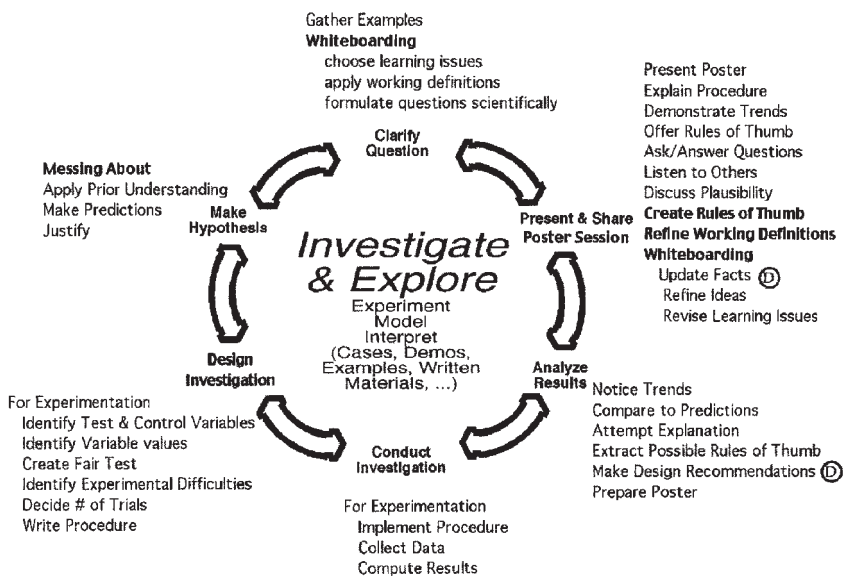 Gather Examples
Whiteboarding
choose learning issues
apply working definitions
formulate questions scientifically
Clarify
Question
Messing About
Apply Prior Understanding
Make Predictions
Justify
Make
Hypothesis
Present Poster
Explain Procedure
Demonstrate Trends
Offer Rules of Thumb
Ask/Answer Questions
Listen to Others
Discuss Plausibility
Create Rules of Thumb
Refine Working Definitions
Whiteboarding
Update Facts D
Refine Ideas
Revise Learning Issues
Present & Share
Poster Session
Investigate
& Explore
Experiment
Model
Interpret
(Cases, Demos,
Examples, Written
Materials, ...)
Design
Investigation
For Experimentation
Identify Test & Control Variables
Identify Variable values
Create Fair Test
Identify Experimental Difficulties
Decide # of Trials
Write Procedure
Analyze
Results
Notice Trends
Compare to Predictions
Attempt Explanation
Extract Possible Rules of Thumb
Make Design Recommendations D
Prepare Poster
Conduct
Investigation
For Experimentation
Implement Procedure
Collect Data
Compute Results